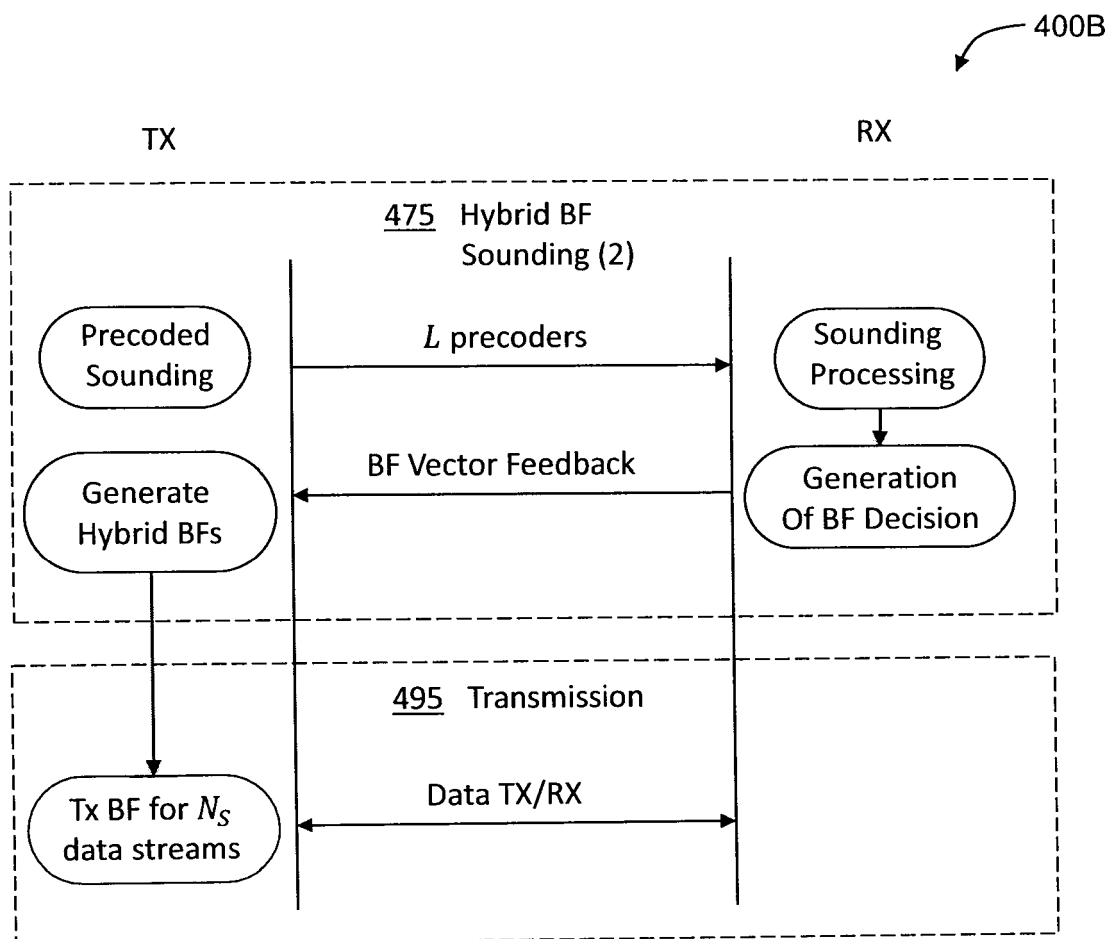 400B
TX
RX
475 Hybrid BF
Sounding (2)
Precoded
Sounding
L precoders
Sounding
Processing
Generate
Hybrid BFs
BF Vector Feedback
Generation
Of BF Decision
495 Transmission
Tx BF for N_S
data streams
Data TX/RX